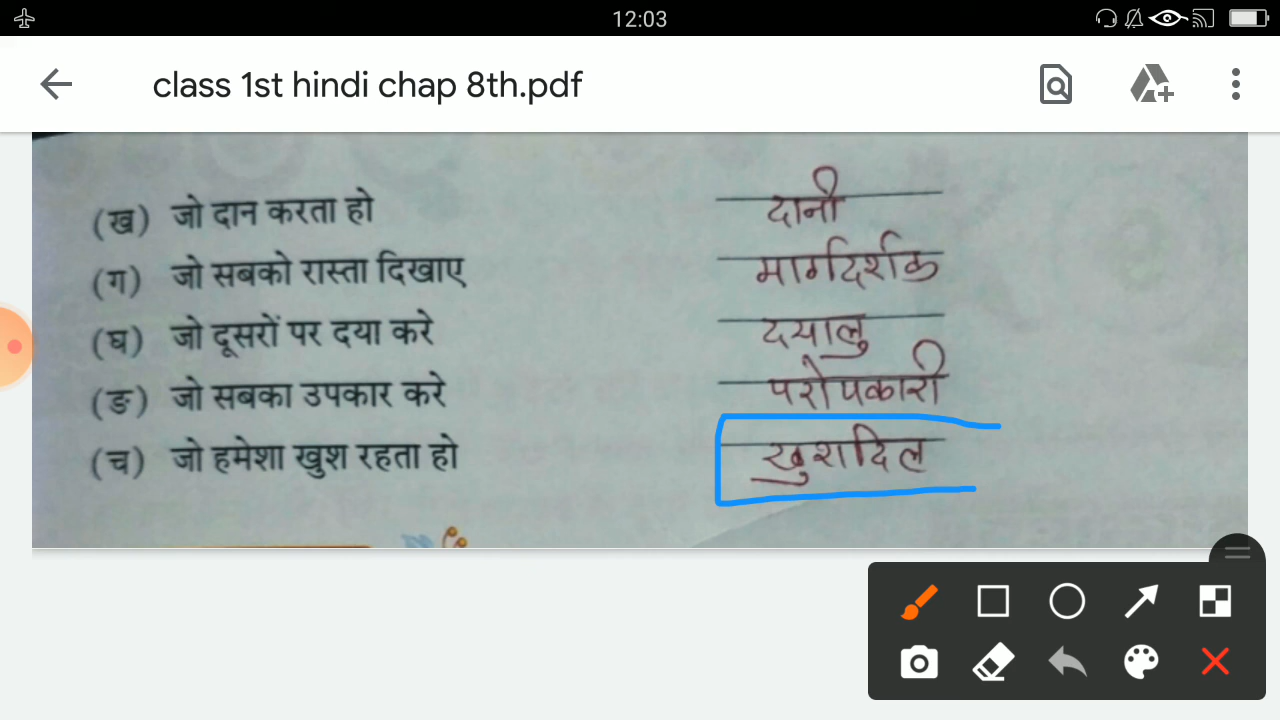 12:03
class 1st hindi chap 8th.pdf
(ख) जो दान करता हो दानी
(ग) जो सबको रास्ता दिखाए मार्गदर्शक
(घ) जो दूसरों पर दया करे दयालु
(ङ) जो सबका उपकार करे परोपकारी
(च) जो हमेशा खुश रहता हो खुशदिल